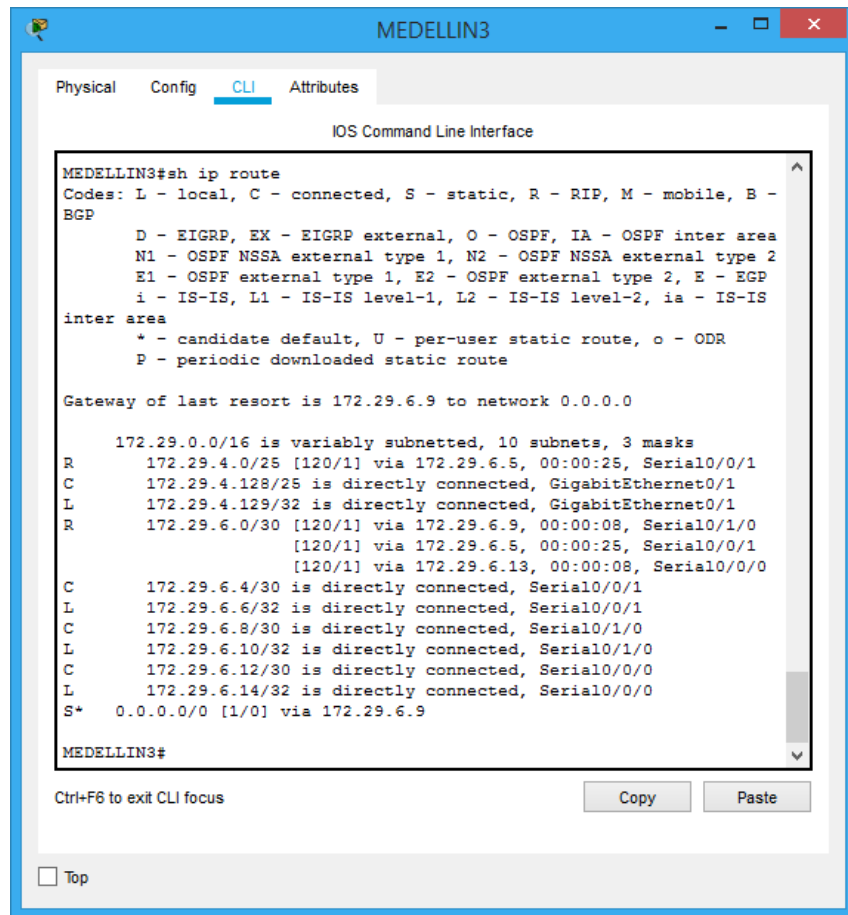 MEDELLIN3
Physical Config CLI Attributes
IOS Command Line Interface
MEDELLIN3#sh ip route
Codes: L - local, C - connected, S - static, R - RIP, M - mobile, B -
BGP
D - EIGRP, EX - EIGRP external, O - OSPF, IA - OSPF inter area
N1 - OSPF NSSA external type 1, N2 - OSPF NSSA external type 2
E1 - OSPF external type 1, E2 - OSPF external type 2, E - EGP
i - IS-IS, L1 - IS-IS level-1, L2 - IS-IS level-2, ia - IS-IS
inter area
* - candidate default, U - per-user static route, o - ODR
P - periodic downloaded static route
Gateway of last resort is 172.29.6.9 to network 0.0.0.0
172.29.0.0/16 is variably subnetted, 10 subnets, 3 masks
R 172.29.4.0/25 [120/1] via 172.29.6.5, 00:00:25, Serial0/0/1
C 172.29.4.128/25 is directly connected, GigabitEthernet0/1
L 172.29.4.129/32 is directly connected, GigabitEthernet0/1
R 172.29.6.0/30 [120/1] via 172.29.6.9, 00:00:08, Serial0/1/0
[120/1] via 172.29.6.5, 00:00:25, Serial0/0/1
[120/1] via 172.29.6.13, 00:00:08, Serial0/0/0
C 172.29.6.4/30 is directly connected, Serial0/0/1
L 172.29.6.6/32 is directly connected, Serial0/0/1
C 172.29.6.8/30 is directly connected, Serial0/1/0
L 172.29.6.10/32 is directly connected, Serial0/1/0
C 172.29.6.12/30 is directly connected, Serial0/0/0
L 172.29.6.14/32 is directly connected, Serial0/0/0
S* 0.0.0.0/0 [1/0] via 172.29.6.9
MEDELLIN3#
Ctrl+F6 to exit CLI focus Copy Paste
Top